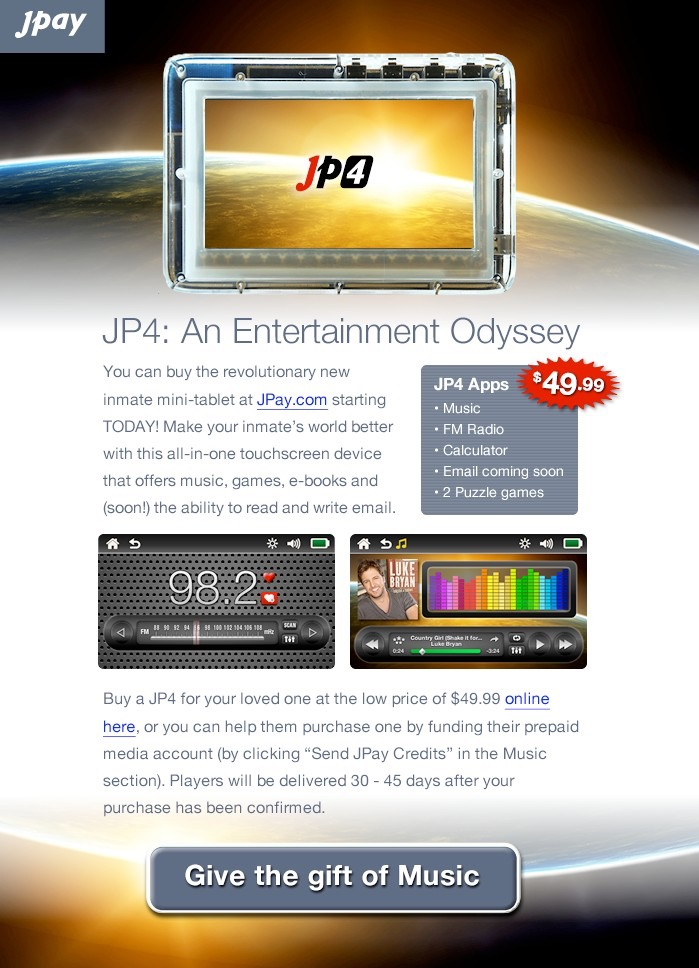 JPay
JP4
JP4: An Entertainment Odyssey
You can buy the revolutionary new
inmate mini-tablet at JPay.com starting
TODAY! Make your inmate's world better
with this all-in-one touchscreen device
that offers music, games, e-books and
(soon!) the ability to read and write email.
JP4 Apps
$49.99
• Music
• FM Radio
• Calculator
• Email coming soon
• 2 Puzzle games
98.2
FM
88 90 92 94 96 98 100 102 104 106 108
mHz
SCAN
LUKE
BRYAN
Country Girl (Shake it for...
Luke Bryan
0:24
-3:24
Buy a JP4 for your loved one at the low price of $49.99 online
here, or you can help them purchase one by funding their prepaid
media account (by clicking “Send JPay Credits” in the Music
section). Players will be delivered 30 - 45 days after your
purchase has been confirmed.
Give the gift of Music